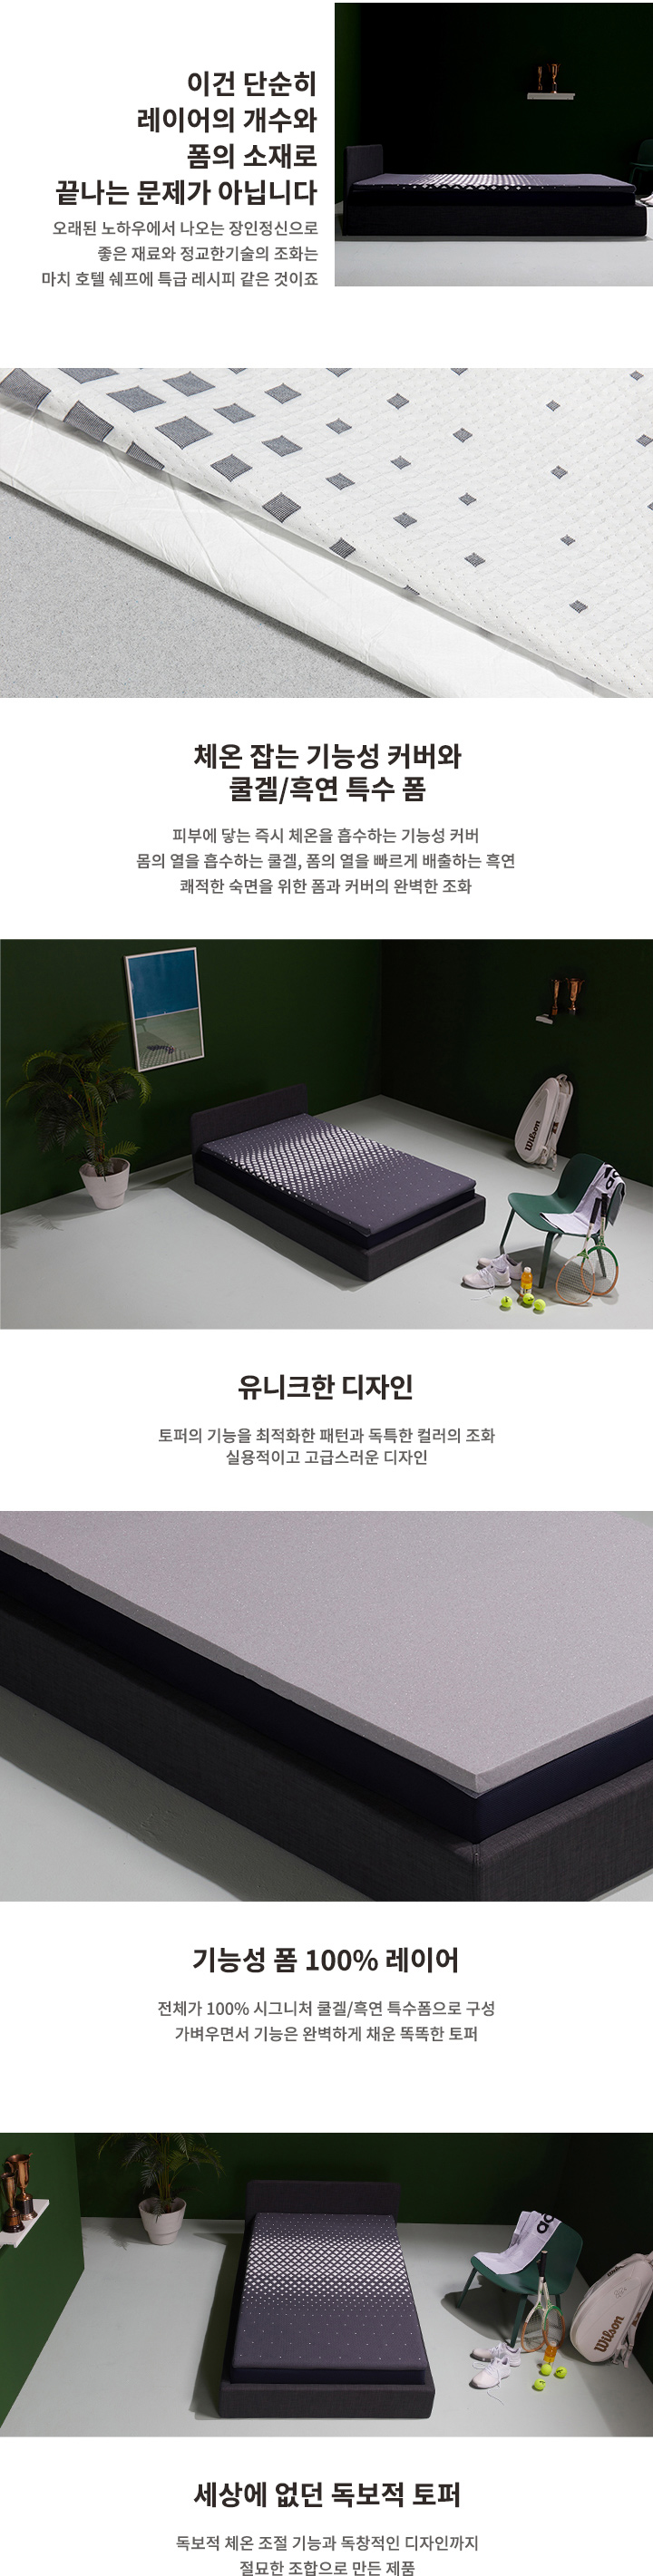 이건 단순히
레이어의 개수와
폼의 소재로
끝나는 문제가 아닙니다
오래된 노하우에서 나오는 장인정신으로
좋은 재료와 정교한기술의 조화는
마치 호텔 쉐프에 특급 레시피 같은 것이죠
체온 잡는 기능성 커버와
쿨겔/흑연 특수 폼
피부에 닿는 즉시 체온을 흡수하는 기능성 커버
몸의 열을 흡수하는 쿨겔, 폼의 열을 빠르게 배출하는 흑연
쾌적한 숙면을 위한 폼과 커버의 완벽한 조화
Wilson
유니크한 디자인
토퍼의 기능을 최적화한 패턴과 독특한 컬러의 조화
실용적이고 고급스러운 디자인
기능성 폼 100% 레이어
전체가 100% 시그니처 쿨겔/흑연 특수폼으로 구성
가벼우면서 기능은 완벽하게 채운 똑똑한 토퍼
Wilson
세상에 없던 독보적 토퍼
독보적 체온 조절 기능과 독창적인 디자인까지
절묘한 조합으로 만든 제품